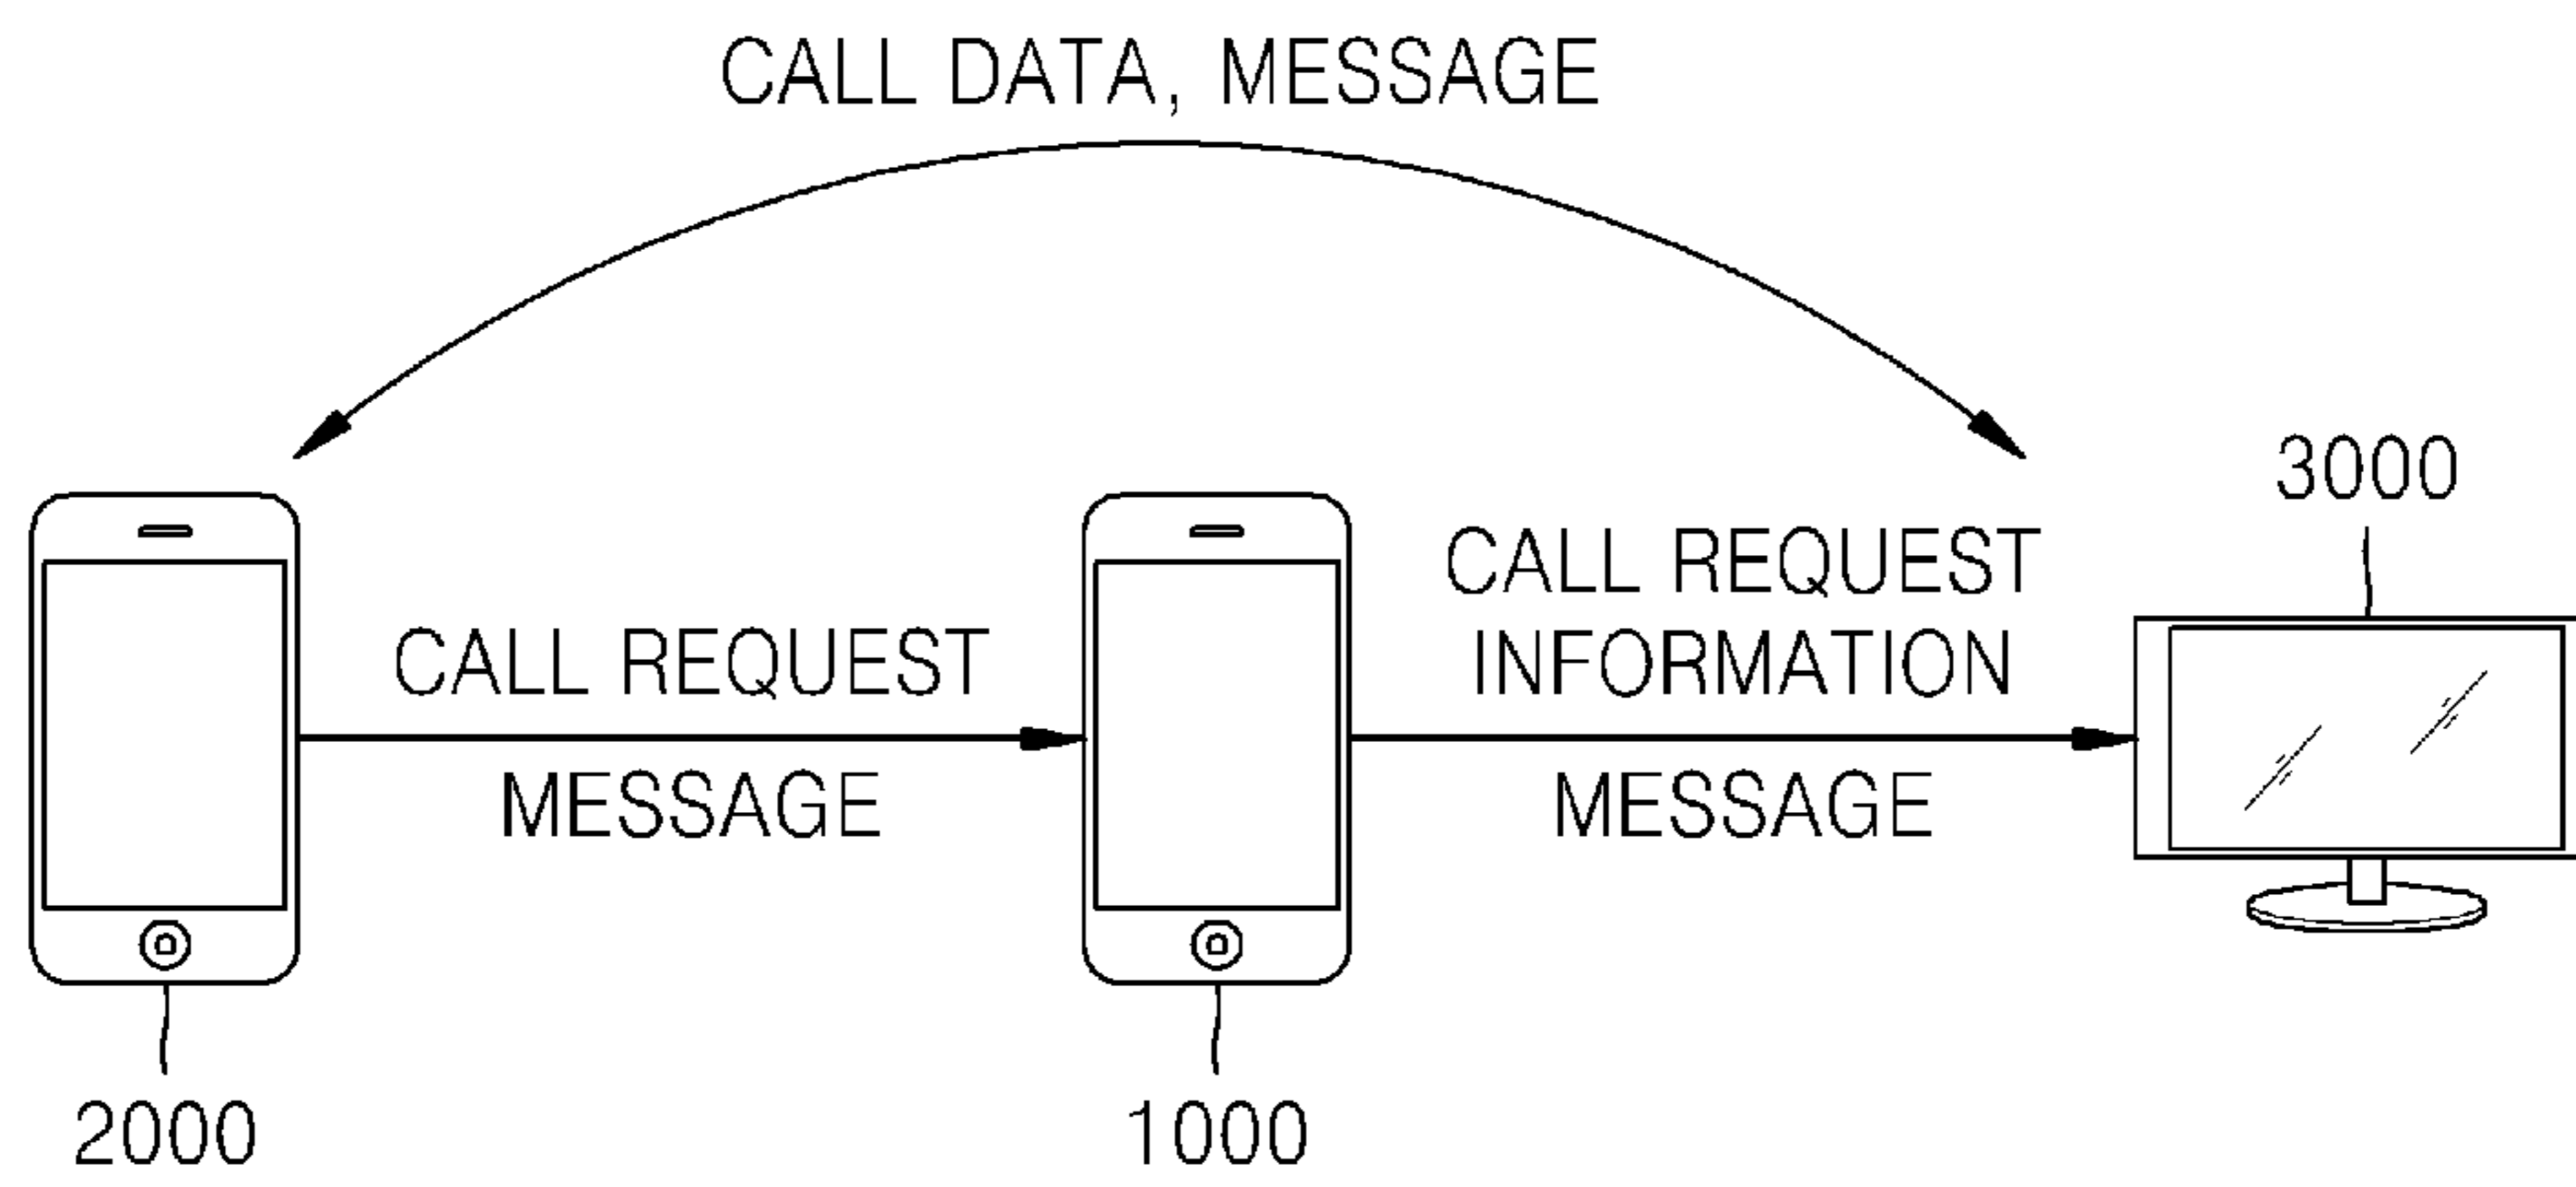 CALL DATA, MESSAGE
3000
CALL REQUEST
INFORMATION
MESSAGE
CALL REQUEST
MESSAGE
2000
1000